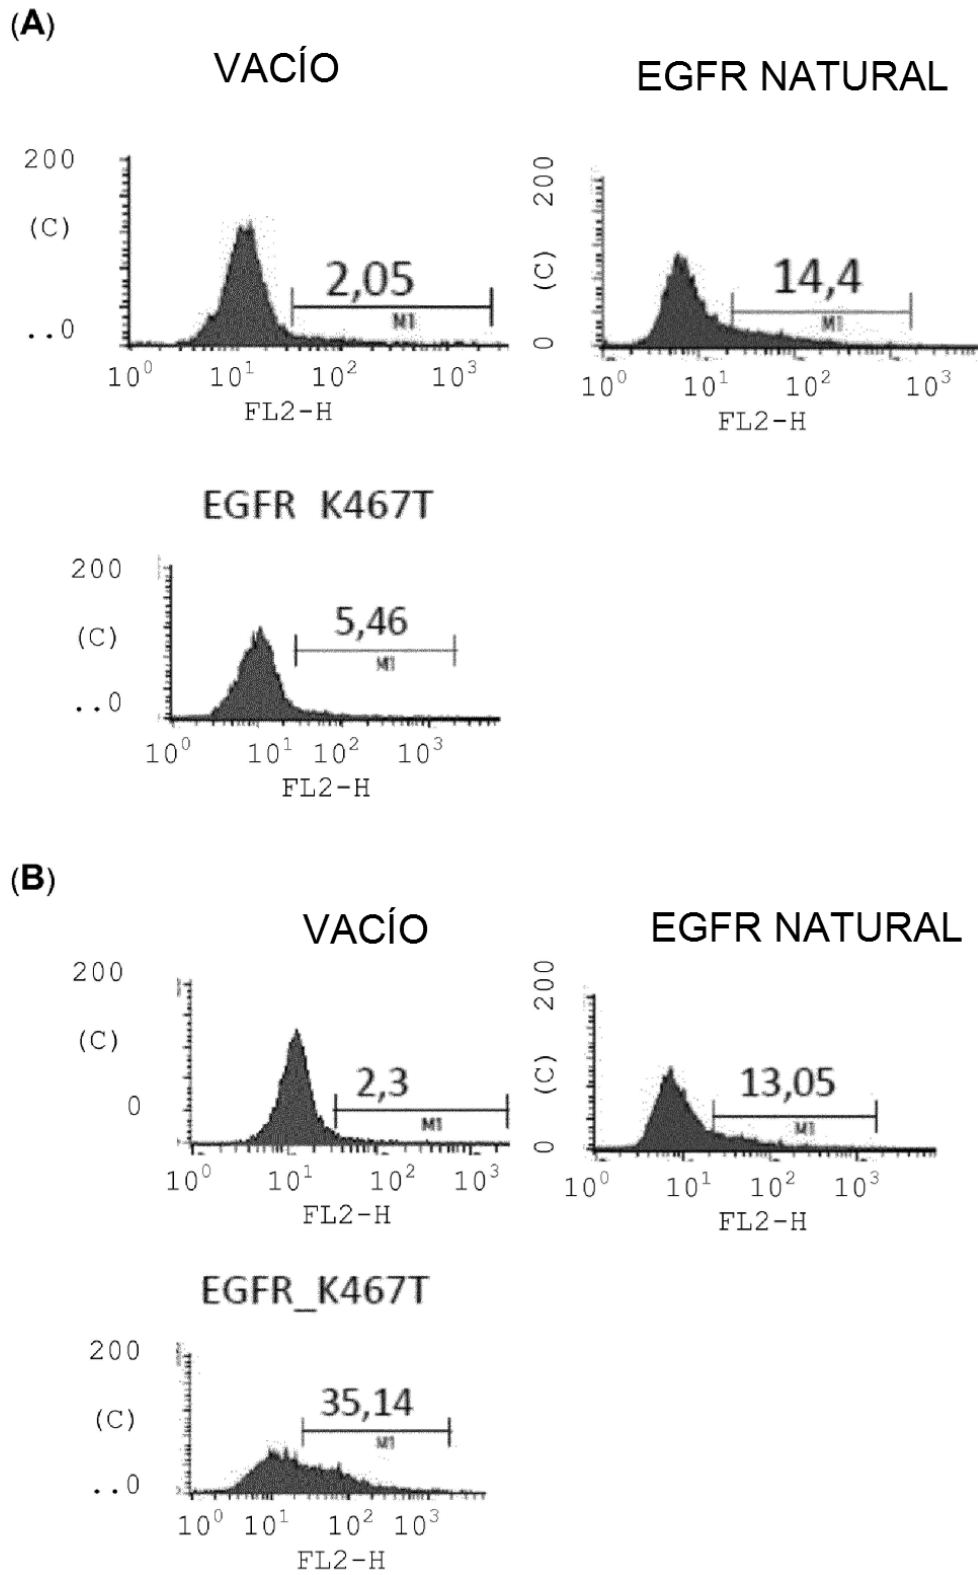 (A)
VACÍO
EGFR NATURAL
200
(C)
..0
2,05
M1
10⁰ 10¹ 10² 10³
FL2-H
200
(C)
0
14,4
M1
10⁰ 10¹ 10² 10³
FL2-H
EGFR K467T
200
(C)
..0
5,46
M1
10⁰ 10¹ 10² 10³
FL2-H
(B)
VACÍO
EGFR NATURAL
200
(C)
0
2,3
M1
10⁰ 10¹ 10² 10³
FL2-H
200
(C)
0
13,05
M1
10⁰ 10¹ 10² 10³
FL2-H
EGFR_K467T
200
(C)
..0
35,14
M1
10⁰ 10¹ 10² 10³
FL2-H